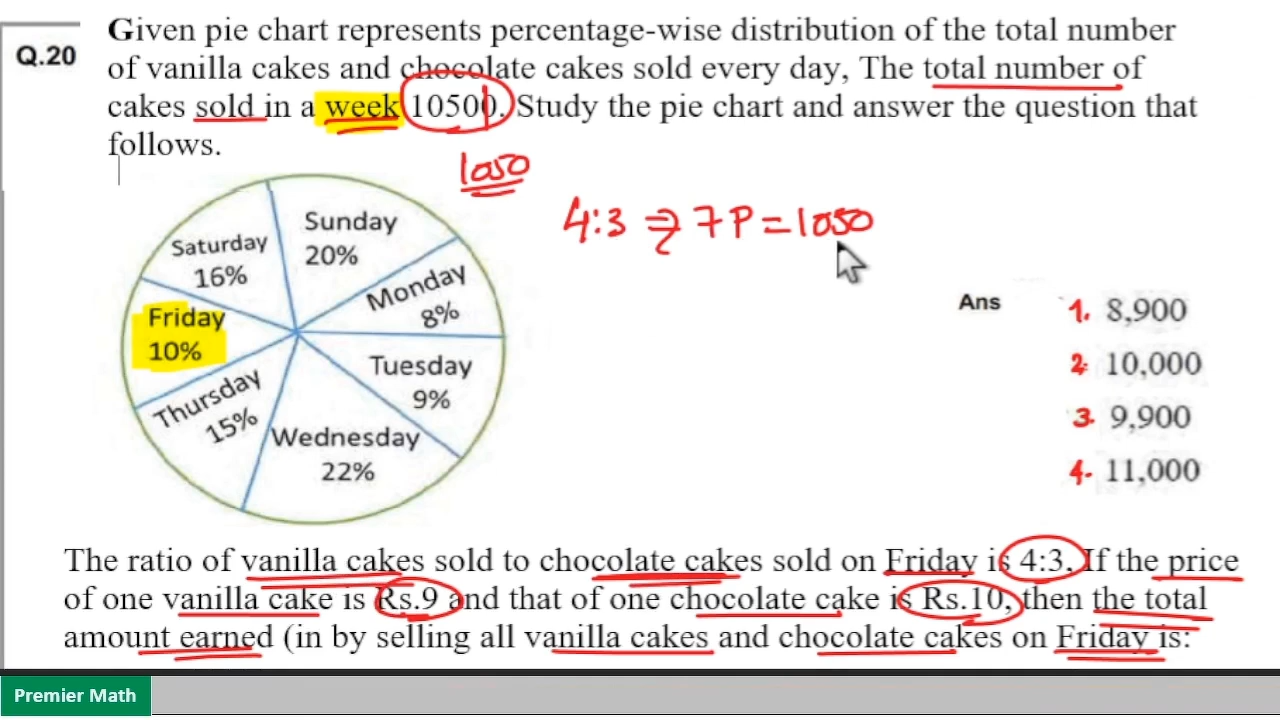 Given pie chart represents percentage-wise distribution of the total number
Q.20
of vanilla cakes and chocolate cakes sold every day, The total number of
cakes sold in a week 10500. Study the pie chart and answer the question that
follows.
1050
4:3 ⇒ 7P = 1050
Sunday
20%
Saturday
16%
Monday
8%
Friday
10%
Tuesday
9%
Thursday
15%
Wednesday
22%
Ans
1. 8,900
2. 10,000
3. 9,900
4. 11,000
The ratio of vanilla cakes sold to chocolate cakes sold on Friday is 4:3. If the price
of one vanilla cake is Rs.9 and that of one chocolate cake is Rs.10, then the total
amount earned (in by selling all vanilla cakes and chocolate cakes on Friday is:
Premier Math